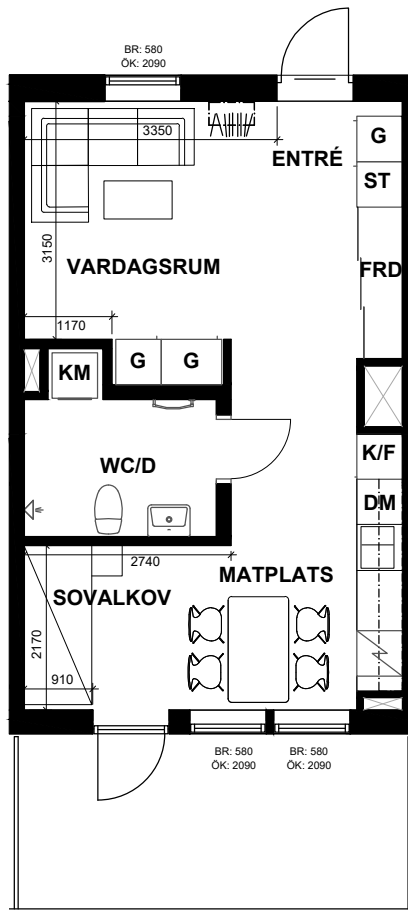 BR: 580
ÖK: 2090
3350
G
ENTRÉ
ST
3150
VARDAGSRUM
FRD
1170
KM
G
G
K/F
WC/D
DM
2740
MATPLATS
SOVALKOV
2170
910
BR: 580
ÖK: 2090
BR: 580
ÖK: 2090